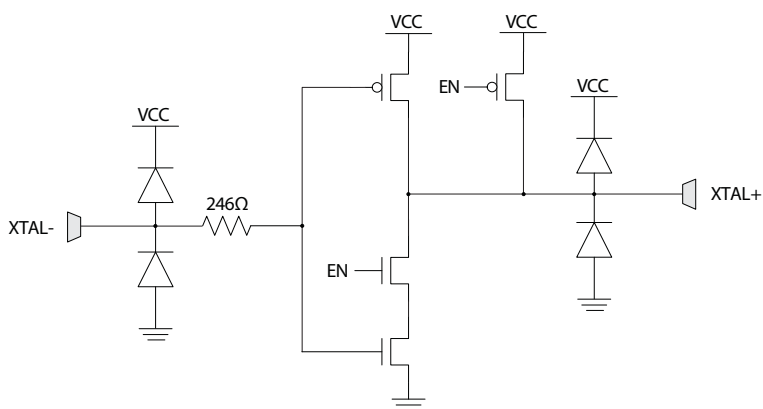 VCC
VCC
EN
VCC
VCC
246Ω
XTAL+
XTAL-
EN